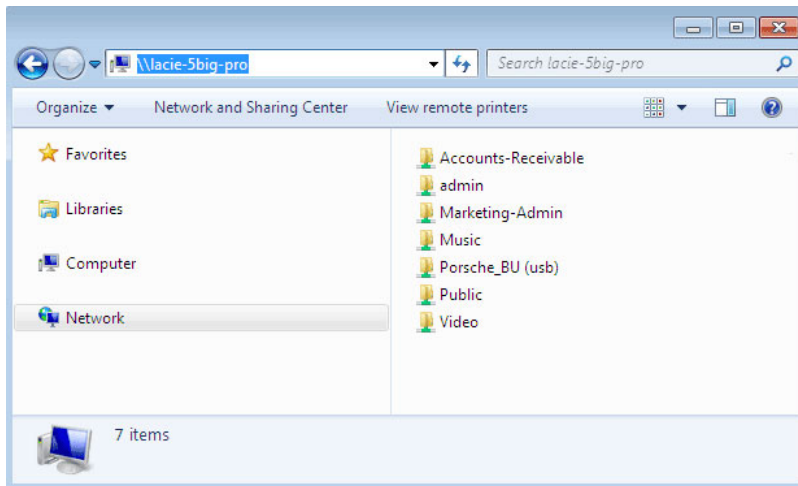 \\lacie-5big-pro
Search lacie-5big-pro
Organize
Network and Sharing Center
View remote printers
Favorites
Libraries
Computer
Network
Accounts-Receivable
admin
Marketing-Admin
Music
Porsche_BU (usb)
Public
Video
7 items